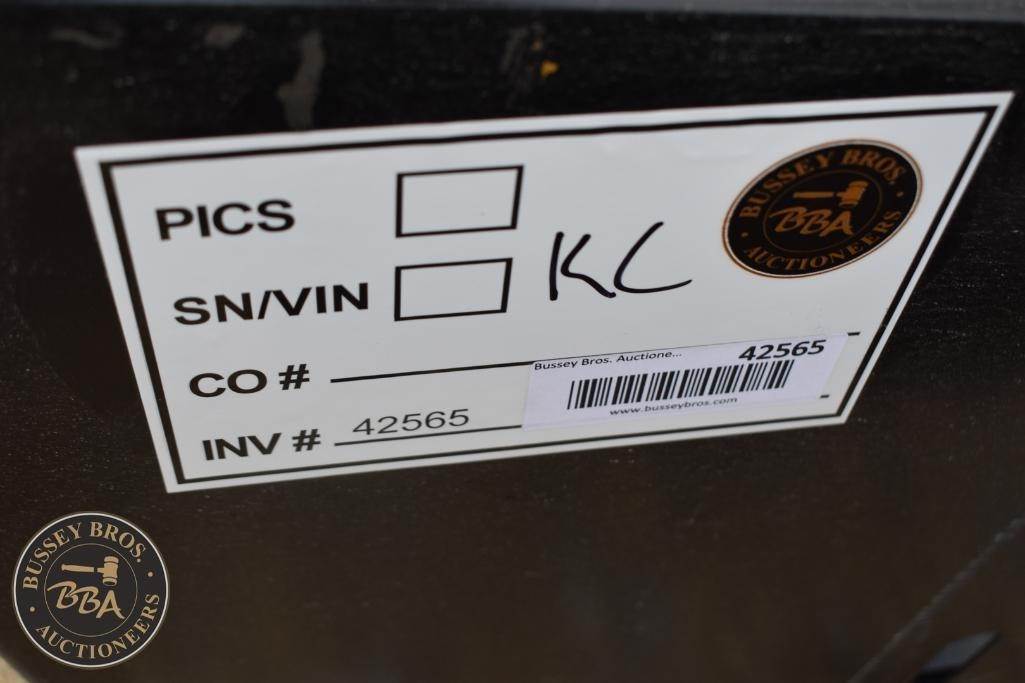 PICS
SN/VIN KC
CO #
INV # 42565
Bussey Bros. Auctione... 42565
www.busseybros.com
BUSSEY BROS.
BBA
AUCTIONEERS
BUSSEY BROS.
BBA
AUCTIONEERS